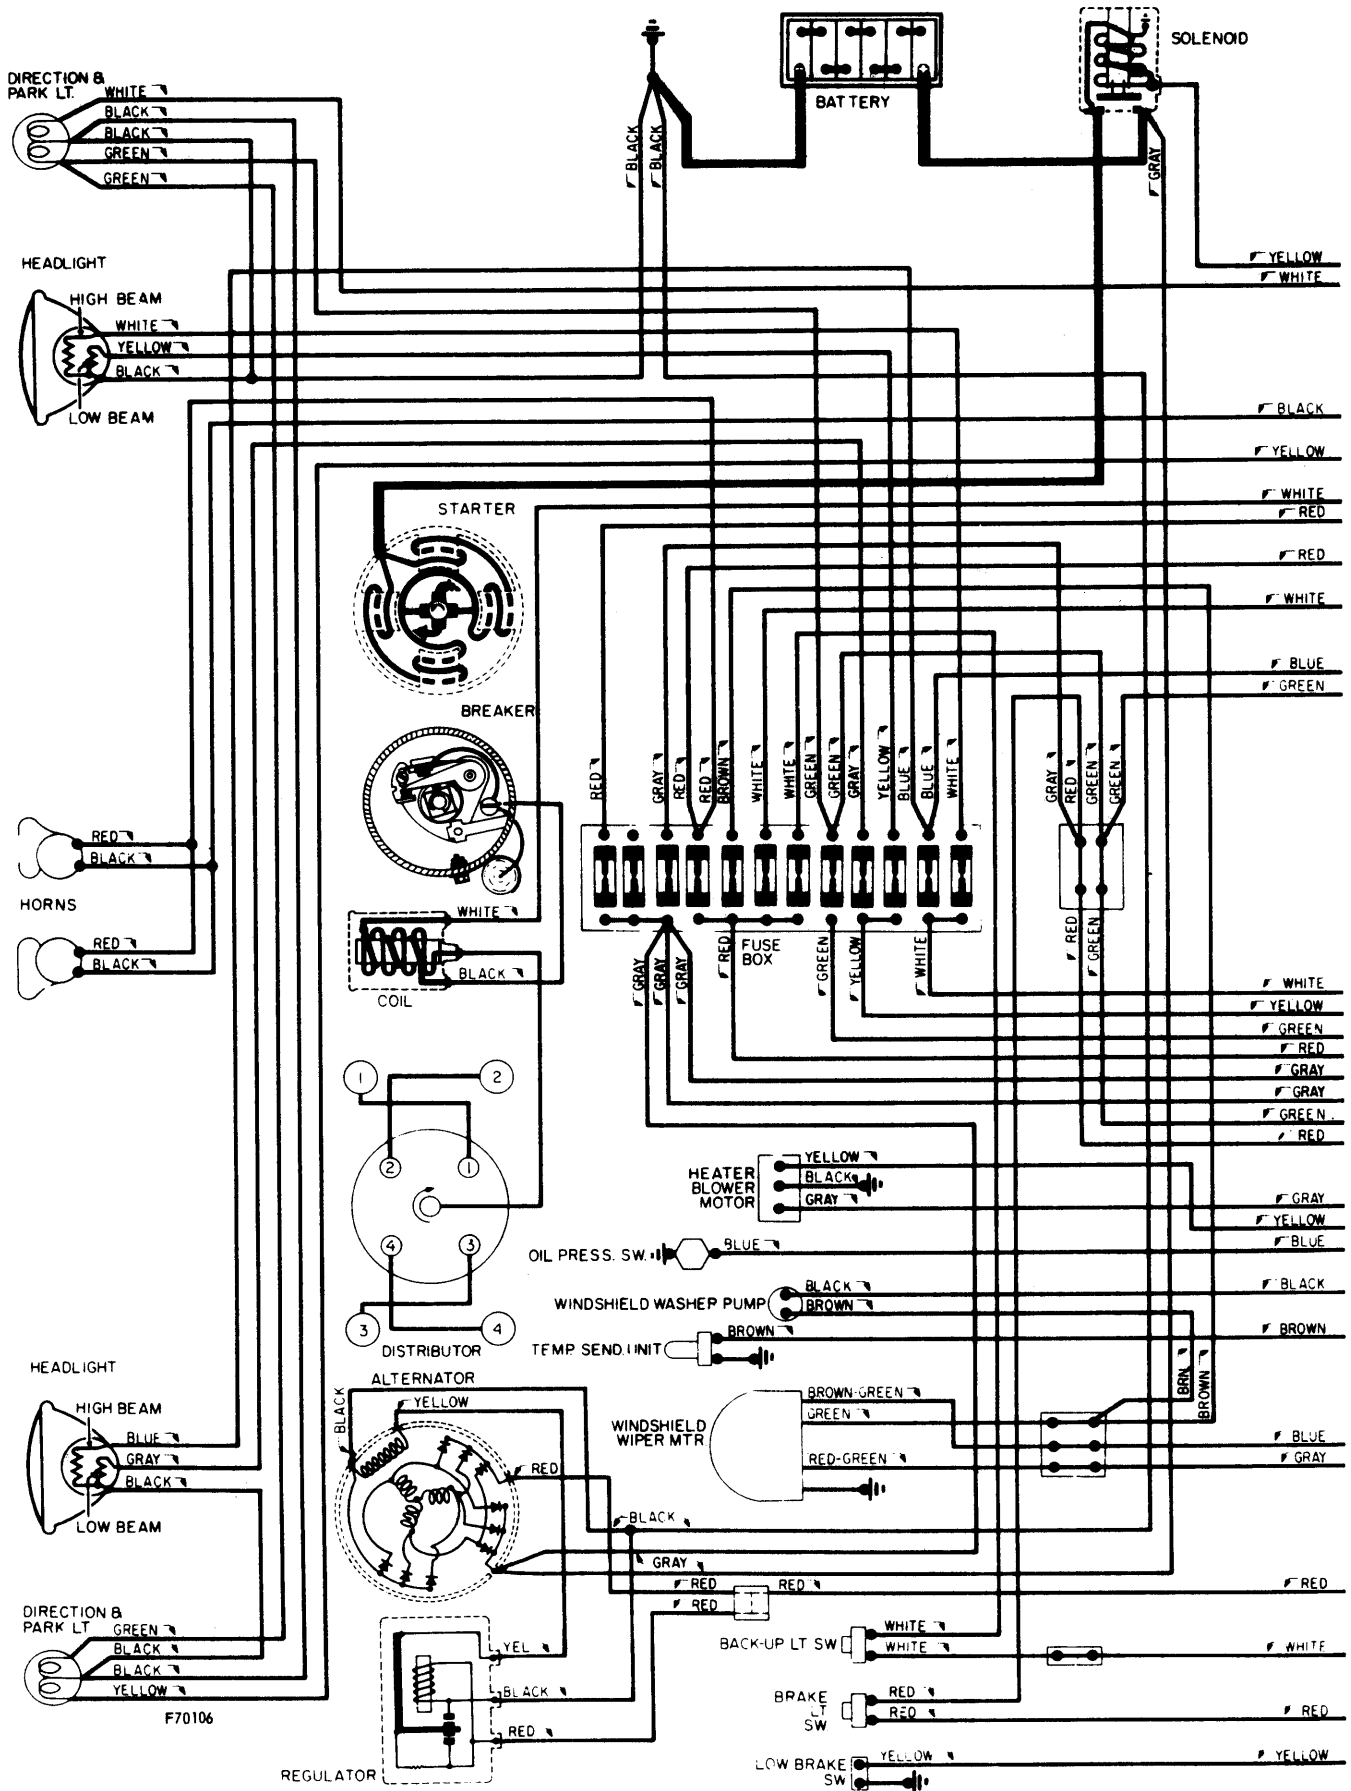 SOLENOID
BATTERY
DIRECTION &
PARK LT.
WHITE
BLACK
BLACK
GREEN
GREEN
BLACK
BLACK
GRAY
HEADLIGHT
HIGH BEAM
WHITE
YELLOW
BLACK
LOW BEAM
YELLOW
WHITE
BLACK
YELLOW
WHITE
RED
RED
WHITE
BLUE
GREEN
STARTER
BREAKER
RED
GRAY
RED
RED
BROWN
WHITE
WHITE
GREEN
GREEN
GRAY
YELLOW
BLUE
BLUE
WHITE
GRAY
RED
GREEN
GREEN
RED
BLACK
HORNS
RED
BLACK
WHITE
BLACK
COIL
FUSE
BOX
GRAY
GRAY
GRAY
RED
GREEN
YELLOW
WHITE
RED
GREEN
WHITE
YELLOW
GREEN
RED
GRAY
GRAY
GREEN
RED
1
2
2
1
4
3
3
4
DISTRIBUTOR
HEATER
BLOWER
MOTOR
YELLOW
BLACK
GRAY
GRAY
YELLOW
OIL PRESS. SW.
BLUE
BLUE
WINDSHIELD WASHER PUMP
BLACK
BROWN
BLACK
TEMP SEND. UNIT
BROWN
BROWN
BRN
BROWN
WINDSHIELD
WIPER MTR
BROWN-GREEN
GREEN
RED-GREEN
BLUE
GRAY
HEADLIGHT
HIGH BEAM
BLUE
GRAY
BLACK
LOW BEAM
ALTERNATOR
BLACK
YELLOW
RED
BLACK
GRAY
RED
RED
RED
RED
DIRECTION &
PARK LT
GREEN
BLACK
BLACK
YELLOW
F70106
REGULATOR
YEL
BLACK
RED
BACK-UP LT SW
WHITE
WHITE
WHITE
BRAKE
LT
SW
RED
RED
RED
LOW BRAKE
SW
YELLOW
YELLOW